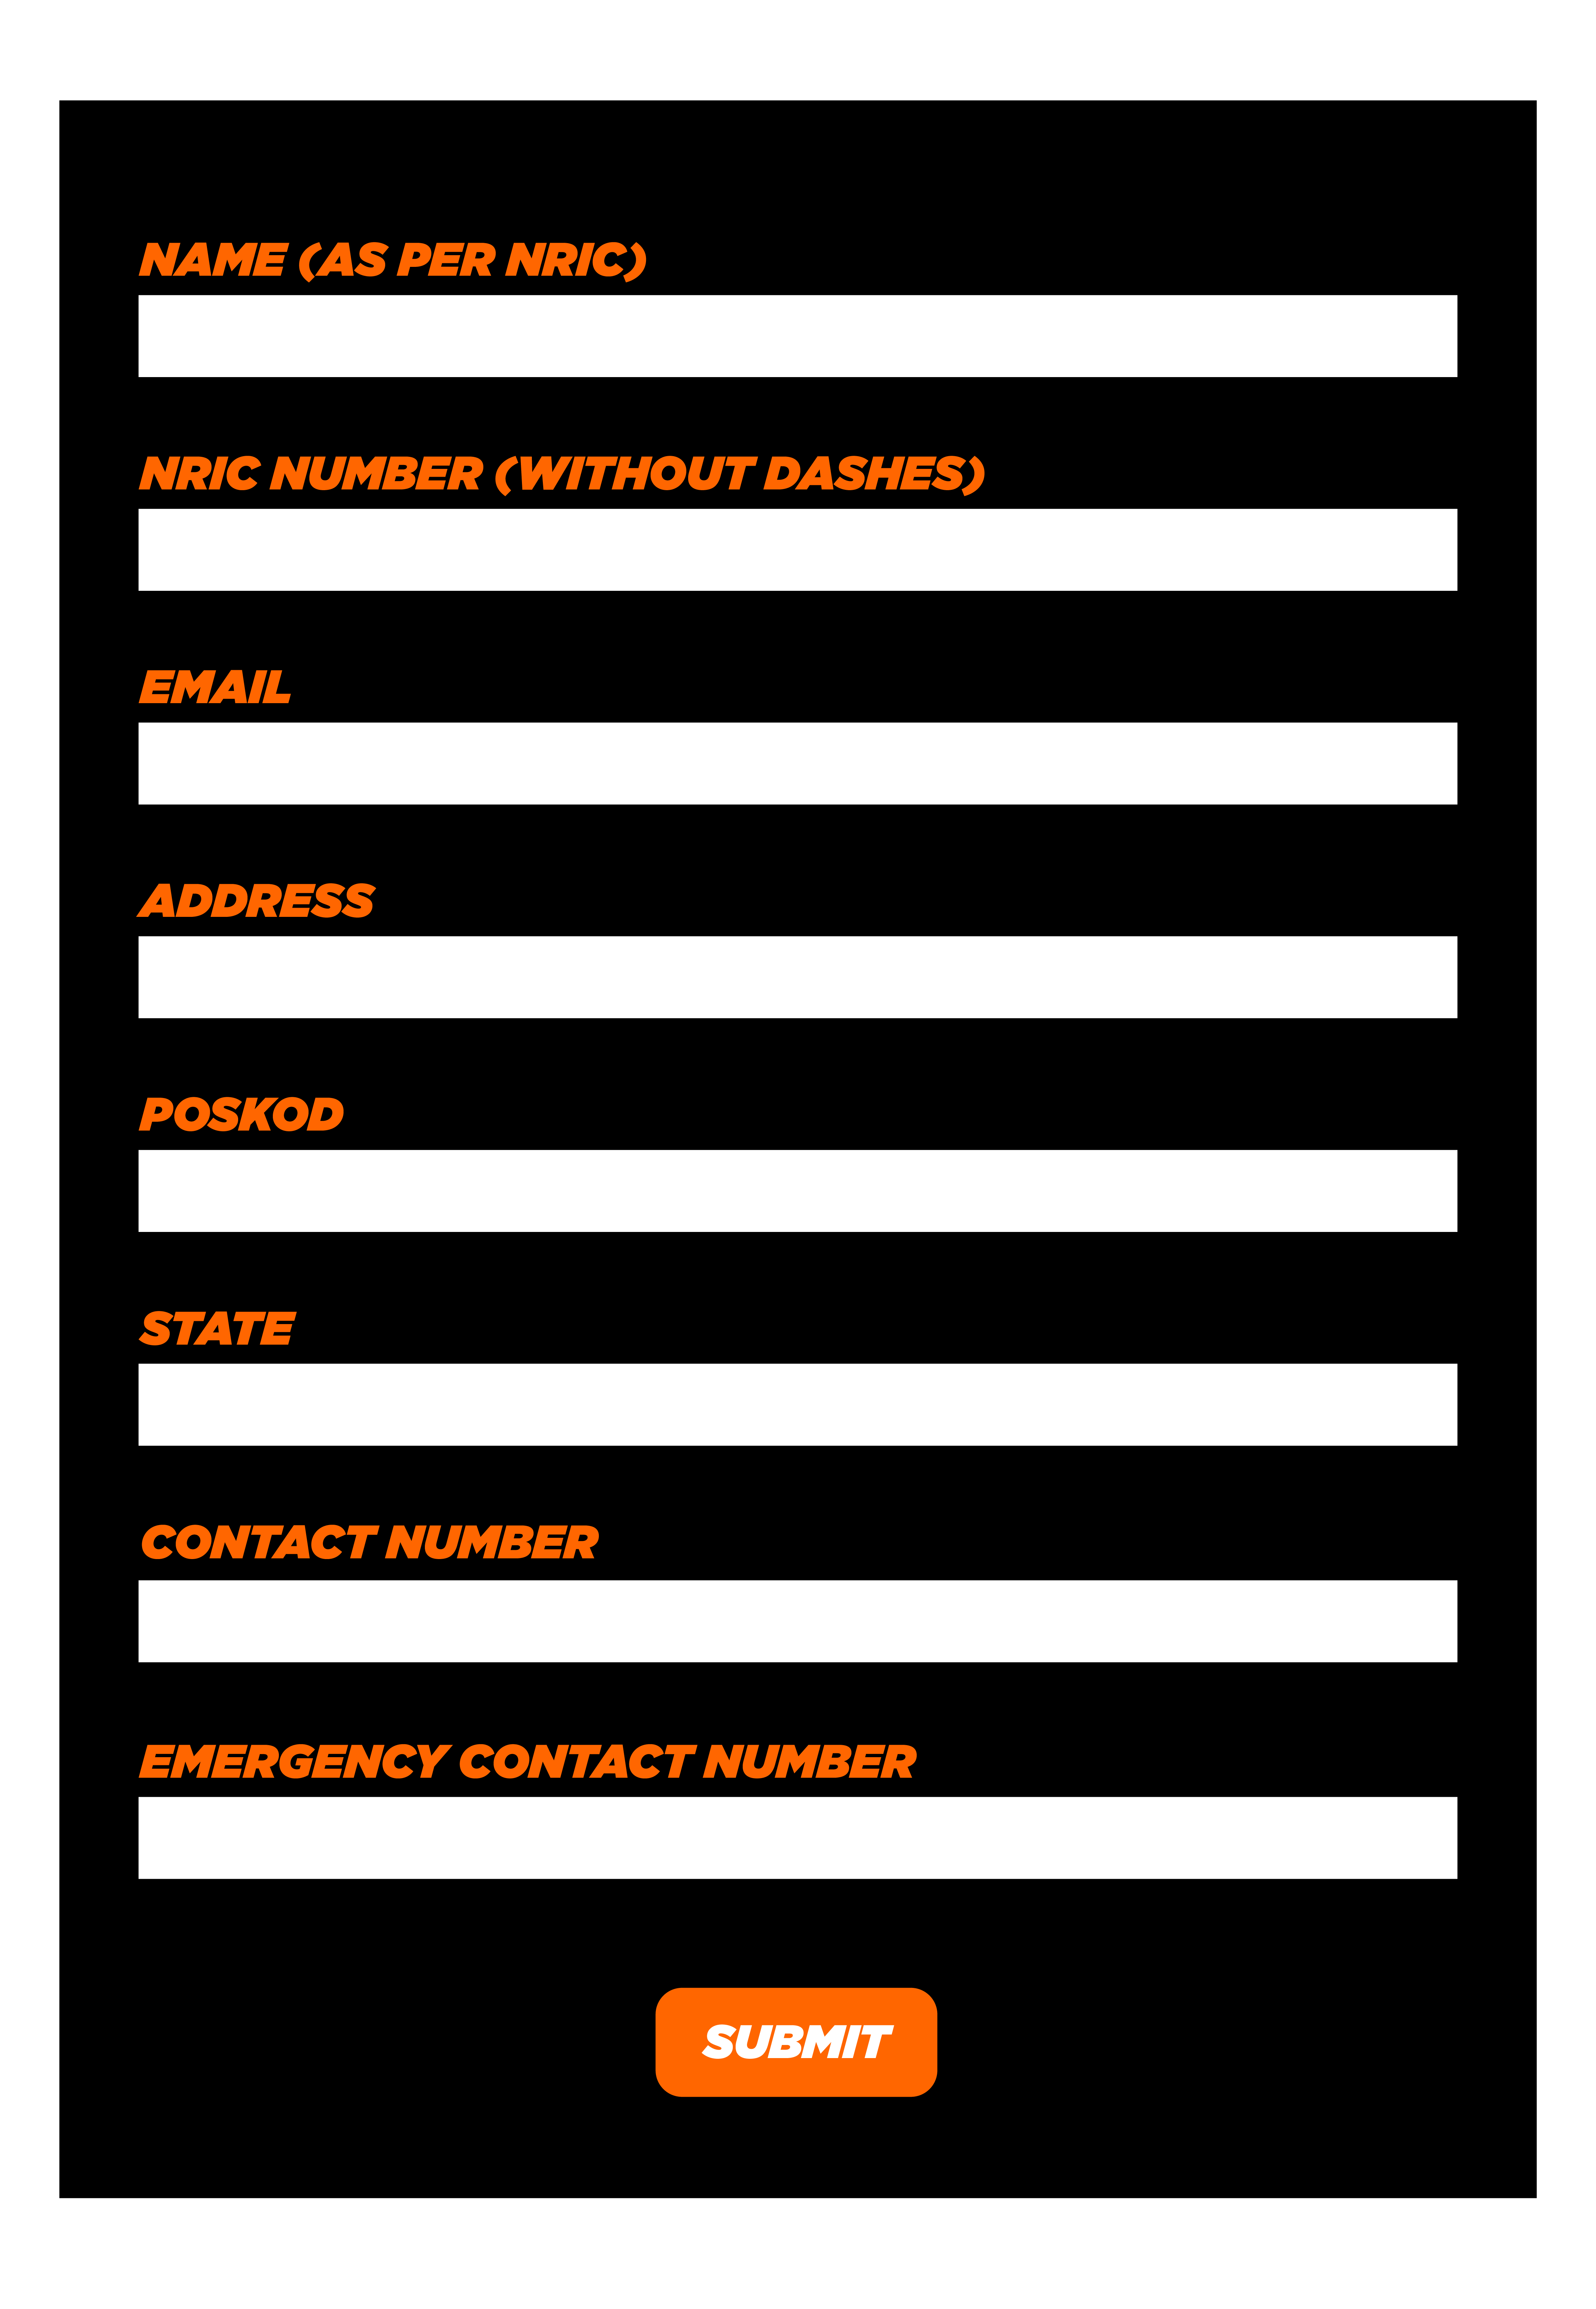 NAME (AS PER NRIC)
NRIC NUMBER (WITHOUT DASHES)
EMAIL
ADDRESS
POSKOD
STATE
CONTACT NUMBER
EMERGENCY CONTACT NUMBER
SUBMIT